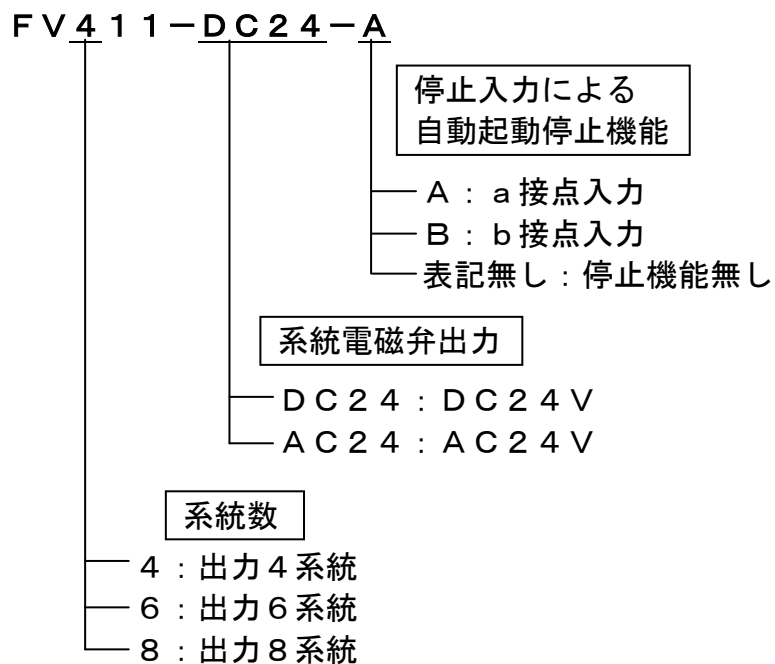 ＦＶ４１１－ＤＣ２４－Ａ
停止入力による
自動起動停止機能
Ａ：ａ接点入力
Ｂ：ｂ接点入力
表記無し：停止機能無し
系統電磁弁出力
ＤＣ２４：ＤＣ２４Ｖ
ＡＣ２４：ＡＣ２４Ｖ
系統数
４：出力４系統
６：出力６系統
８：出力８系統